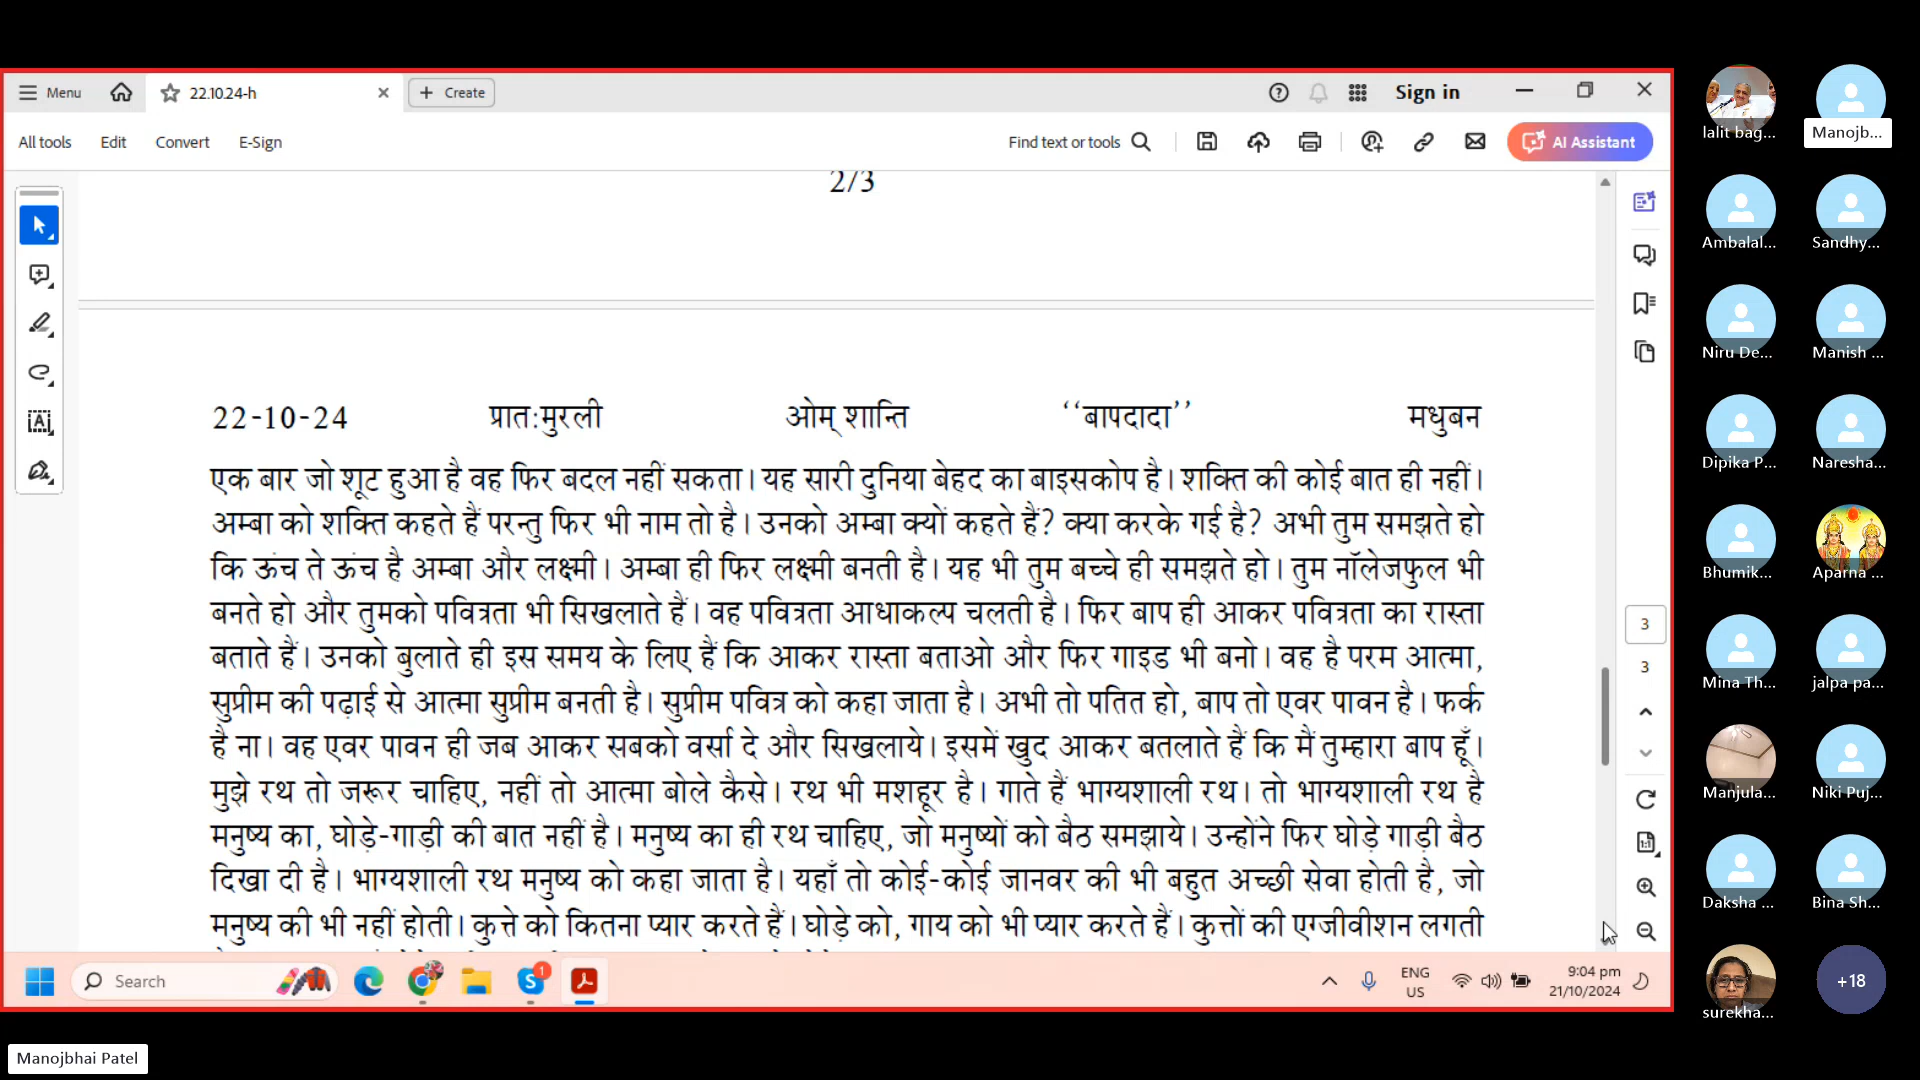 Menu
22.10.24-h
Create
Sign in
All tools
Edit
Convert
E-Sign
Find text or tools
AI Assistant
2/3
22-10-24 प्रात:मुरली ओम् शान्ति ‘‘बापदादा’’ मधुबन
एक बार जो शूट हुआ है वह फिर बदल नहीं सकता। यह सारी दुनिया बेहद का बाइसकोप है। शक्ति की कोई बात ही नहीं।
अम्बा को शक्ति कहते हैं परन्तु फिर भी नाम तो है। उनको अम्बा क्यों कहते हैं? क्या करके गई है? अभी तुम समझते हो
कि ऊंच ते ऊंच है अम्बा और लक्ष्मी। अम्बा ही फिर लक्ष्मी बनती है। यह भी तुम बच्चे ही समझते हो। तुम नॉलेजफुल भी
बनते हो और तुमको पवित्रता भी सिखलाते हैं। वह पवित्रता आधाकल्प चलती है। फिर बाप ही आकर पवित्रता का रास्ता
बताते हैं। उनको बुलाते ही इस समय के लिए हैं कि आकर रास्ता बताओ और फिर गाइड भी बनो। वह है परम आत्मा,
सुप्रीम की पढ़ाई से आत्मा सुप्रीम बनती है। सुप्रीम पवित्र को कहा जाता है। अभी तो पतित हो, बाप तो एवर पावन है। फर्क
है ना। वह एवर पावन ही जब आकर सबको वर्सा दे और सिखलाये। इसमें खुद आकर बतलाते हैं कि मैं तुम्हारा बाप हूँ।
मुझे रथ तो जरूर चाहिए, नहीं तो आत्मा बोले कैसे। रथ भी मशहूर है। गाते हैं भाग्यशाली रथ। तो भाग्यशाली रथ है
मनुष्य का, घोड़े-गाड़ी की बात नहीं है। मनुष्य का ही रथ चाहिए, जो मनुष्यों को बैठ समझाये। उन्होंने फिर घोड़े गाड़ी बैठ
दिखा दी है। भाग्यशाली रथ मनुष्य को कहा जाता है। यहाँ तो कोई-कोई जानवर की भी बहुत अच्छी सेवा होती है, जो
मनुष्य की भी नहीं होती। कुत्ते को कितना प्यार करते हैं। घोड़े को, गाय को भी प्यार करते हैं। कुत्तों की एग्जीवीशन लगती
3
3
1:1
Search
1
ENG
US
9:04 pm
21/10/2024
Manojbhai Patel
lalit bag...
Manojb...
Ambalal...
Sandhy...
Niru De...
Manish ...
Dipika P...
Naresha...
Bhumik...
Aparna ...
Mina Th...
jalpa pa...
Manjula...
Niki Puj...
Daksha ...
Bina Sh...
surekha...
+18